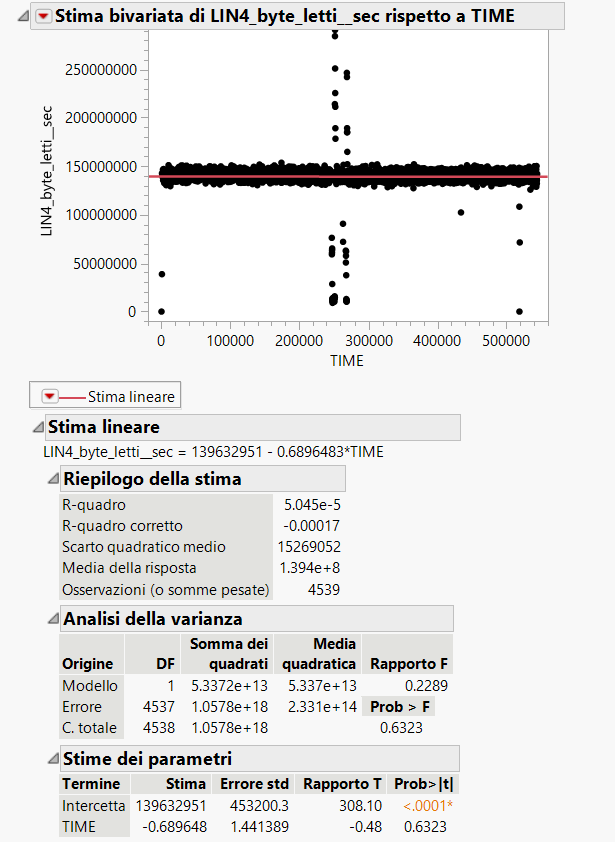 Stima bivariata di LIN4_byte_letti__sec rispetto a TIME
250000000
200000000
150000000
100000000
50000000
0
LIN4_byte_letti__sec
0 100000 200000 300000 400000 500000
TIME
Stima lineare
Stima lineare
LIN4_byte_letti__sec = 139632951 - 0.6896483*TIME
Riepilogo della stima
R-quadro 5.045e-5
R-quadro corretto -0.00017
Scarto quadratico medio 15269052
Media della risposta 1.394e+8
Osservazioni (o somme pesate) 4539
Analisi della varianza
Origine DF Somma dei quadrati Media quadratica Rapporto F
Modello 1 5.3372e+13 5.337e+13 0.2289
Errore 4537 1.0578e+18 2.331e+14 Prob > F
C. totale 4538 1.0578e+18 0.6323
Stime dei parametri
Termine Stima Errore std Rapporto T Prob>|t|
Intercetta 139632951 453200.3 308.10 <.0001*
TIME -0.689648 1.441389 -0.48 0.6323